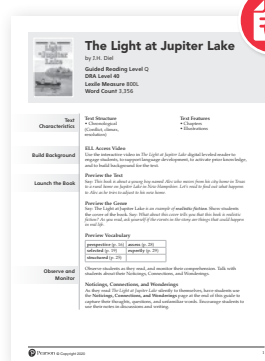 The Light at
Jupiter Lake
The Light at Jupiter Lake
by J.H. Diel
Guided Reading Level Q
DRA Level 40
Lexile Measure 800L
Word Count 3,356
Text
Characteristics
Text Structure
• Chronological
(Conflict, climax,
resolution)
Text Features
• Chapters
• Illustrations
Build Background
ELL Access Video
Use the interactive video in The Light at Jupiter Lake digital leveled reader to
engage students, to support language development, to activate prior knowledge,
and to build background for the text.
Launch the Book
Preview the Text
Say: This book is about a young boy named Alec who moves from his city home in Texas
to a rural home on Jupiter Lake in New Hampshire. Let's read to find out what happens
to Alec as he tries to adjust to his new home.
Preview the Genre
Say: The Light at Jupiter Lake is an example of realistic fiction. Show students
the cover of the book. Say: What about this cover tells you that this book is realistic
fiction? As you read, ask yourself if the events in the story are things that could happen
in real life.
Preview Vocabulary
perspective (p. 16)
access (p. 28)
selected (p. 19)
expertly (p. 29)
structured (p. 25)
Observe and
Monitor
Observe students as they read, and monitor their comprehension. Talk with
students about their Noticings, Connections, and Wonderings.
Noticings, Connections, and Wonderings
As they read The Light at Jupiter Lake silently to themselves, have students use
the Noticings, Connections, and Wonderings page at the end of this guide to
capture their thoughts, questions, and unfamiliar words. Encourage students to
use their notes in discussions and writing.
Pearson © Copyright 2020
1